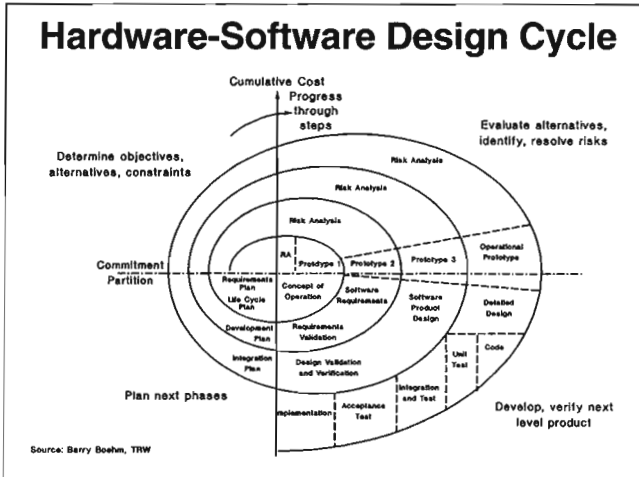 Hardware-Software Design Cycle
Cumulative Cost
Progress
through
steps
Evaluate alternatives,
identify, resolve risks
Determine objectives,
alternatives, constraints
Risk Analysis
Risk Analysis
Risk Analysis
RA
Prototype 1
Prototype 2
Prototype 3
Operational
Prototype
Commitment
Partition
Requirements
Plan
Life Cycle
Plan
Concept of
Operation
Software
Requirements
Software
Product
Design
Detailed
Design
Development
Plan
Requirements
Validation
Integration
Plan
Design Validation
and Verification
Unit
Test
Code
Integration
and Test
Acceptance
Test
Implementation
Plan next phases
Develop, verify next
level product
Source: Barry Boehm, TRW